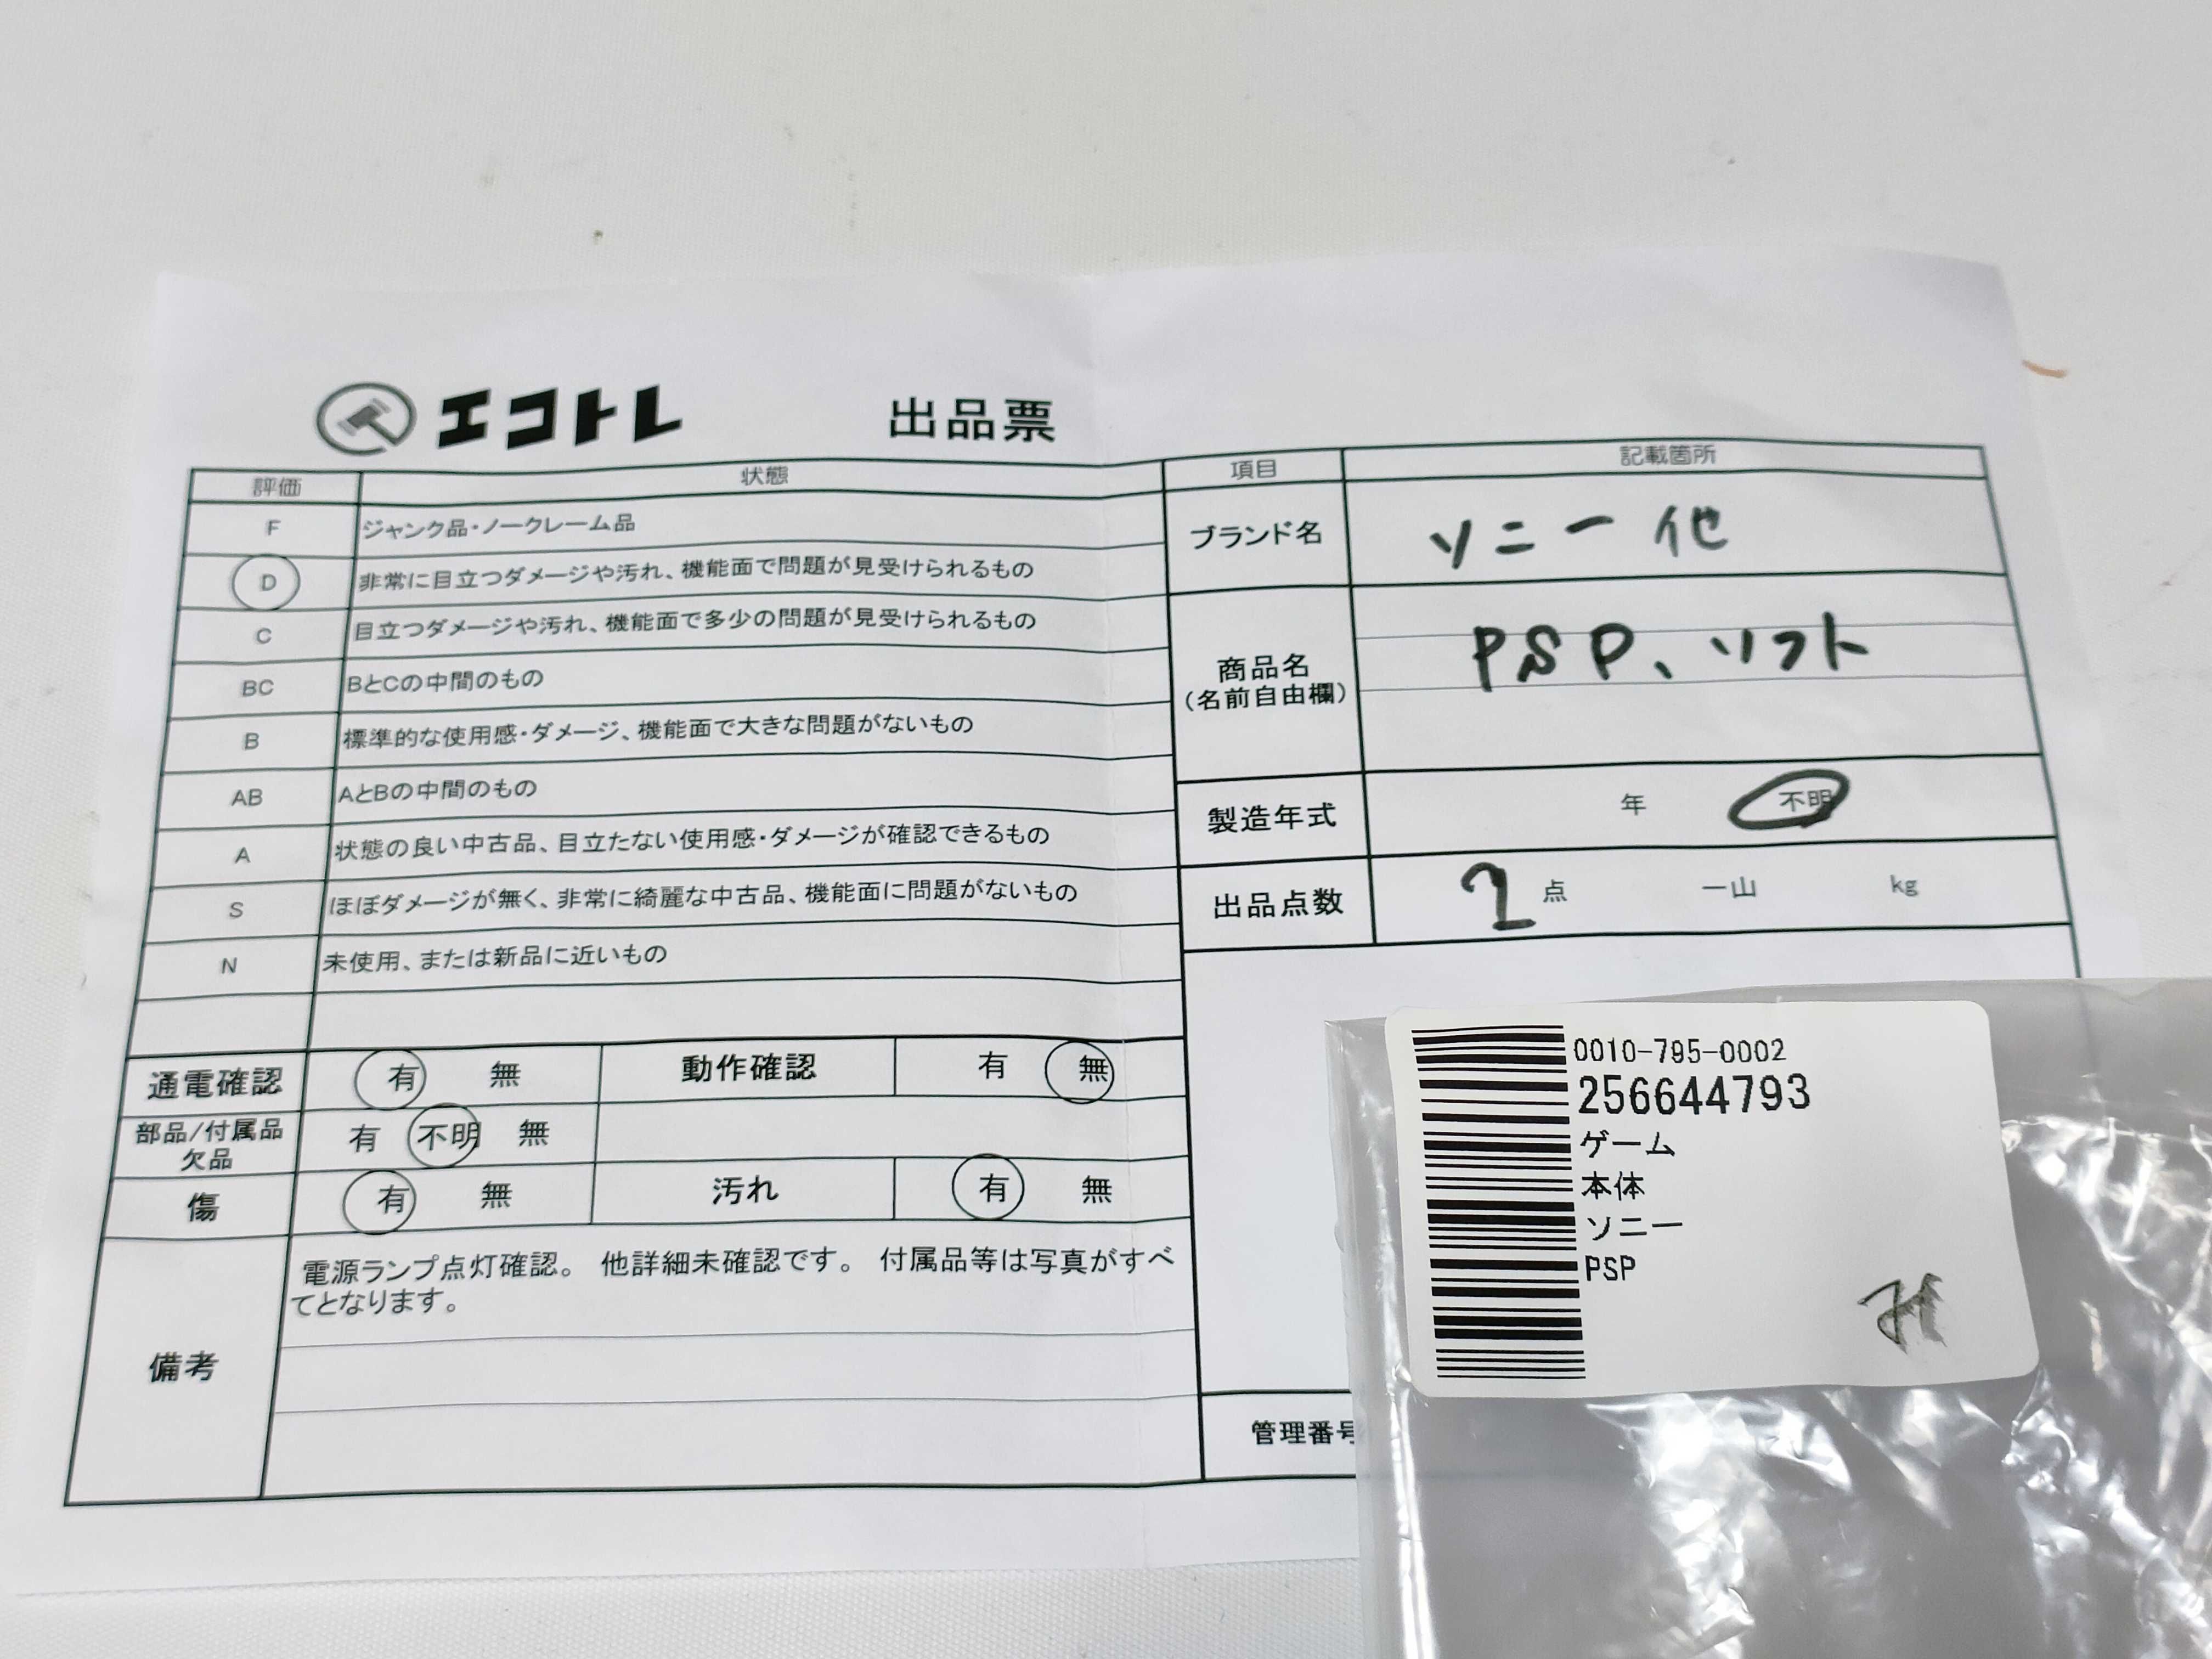 エコトレ 出品票
評価 状態
F ジャンク品・ノークレーム品
D 非常に目立つダメージや汚れ、機能面で問題が見受けられるもの
C 目立つダメージや汚れ、機能面で多少の問題が見受けられるもの
BC BとCの中間のもの
B 標準的な使用感・ダメージ、機能面で大きな問題がないもの
AB AとBの中間のもの
A 状態の良い中古品、目立たない使用感・ダメージが確認できるもの
S ほぼダメージが無く、非常に綺麗な中古品、機能面に問題がないもの
N 未使用、または新品に近いもの
通電確認 有 無 動作確認 有 無
部品/付属品
欠品 有 不明 無
傷 有 無 汚れ 有 無
備考
電源ランプ点灯確認。 他詳細未確認です。 付属品等は写真がすべ
てとなります。
項目 記載箇所
ブランド名 ソニー 他
商品名
(名前自由欄) PSP、ソフト
製造年式 年 不明
出品点数 2 点 一山 kg
管理番号
0010-795-0002
256644793
ゲーム
本体
ソニー
PSP